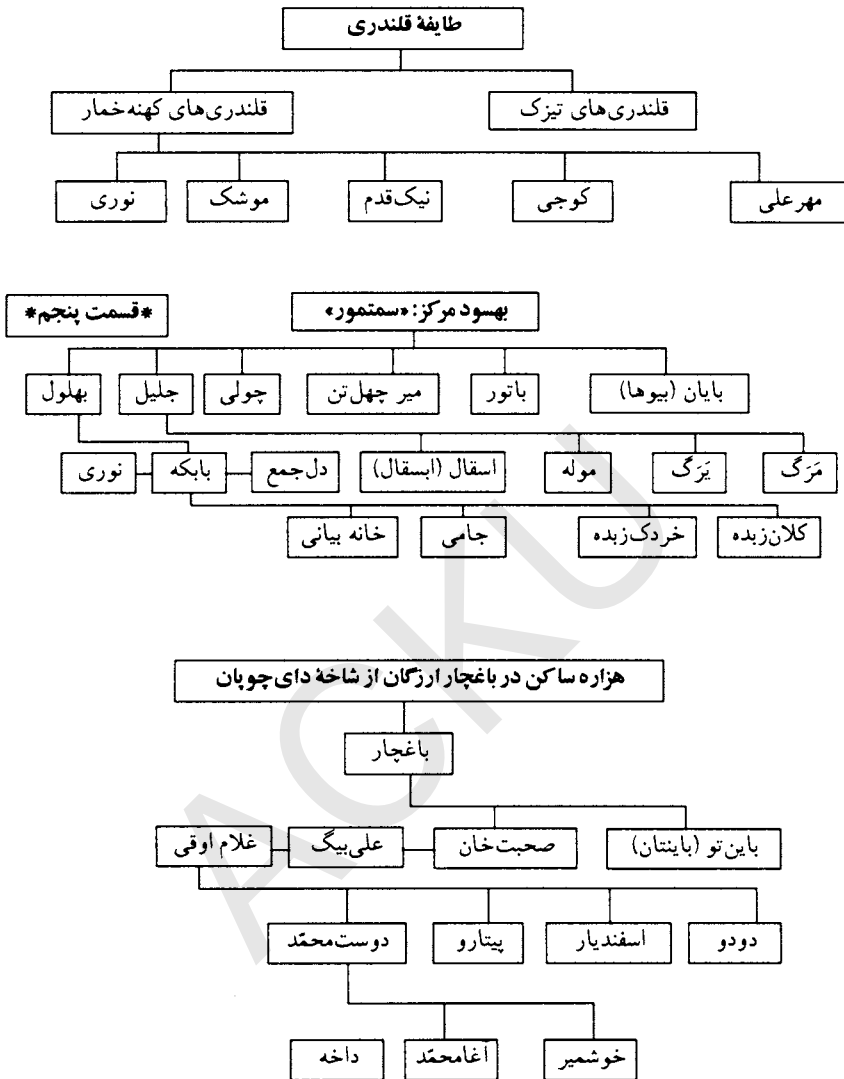 طایفهٔ قلندری
قلندری‌های تیزک
قلندری‌های کهنه‌خمار
مهرعلی
کوجی
نیک‌قدم
موشک
نوری
بهسود مرکز: «سمتمور»
*قسمت پنجم*
بایان (بیوها)
باتور
میر چهل‌تن
چولی
جلیل
بهلول
مَرَگ
یَرَگ
موله
اسقال (ابسقال)
دل‌جمع
بابکه
نوری
کلان‌زبده
خردک‌زبده
جامی
خانه بیانی
هزاره ساکن در باغچار ارزگان از شاخهٔ دای‌چوپان
باغچار
باین‌تو (باینتان)
صحبت‌خان
علی‌بیگ
غلام اوقی
دودو
اسفندیار
پیتارو
دوست‌محمّد
خوشمیر
آغامحمّد
داخه
ACKU